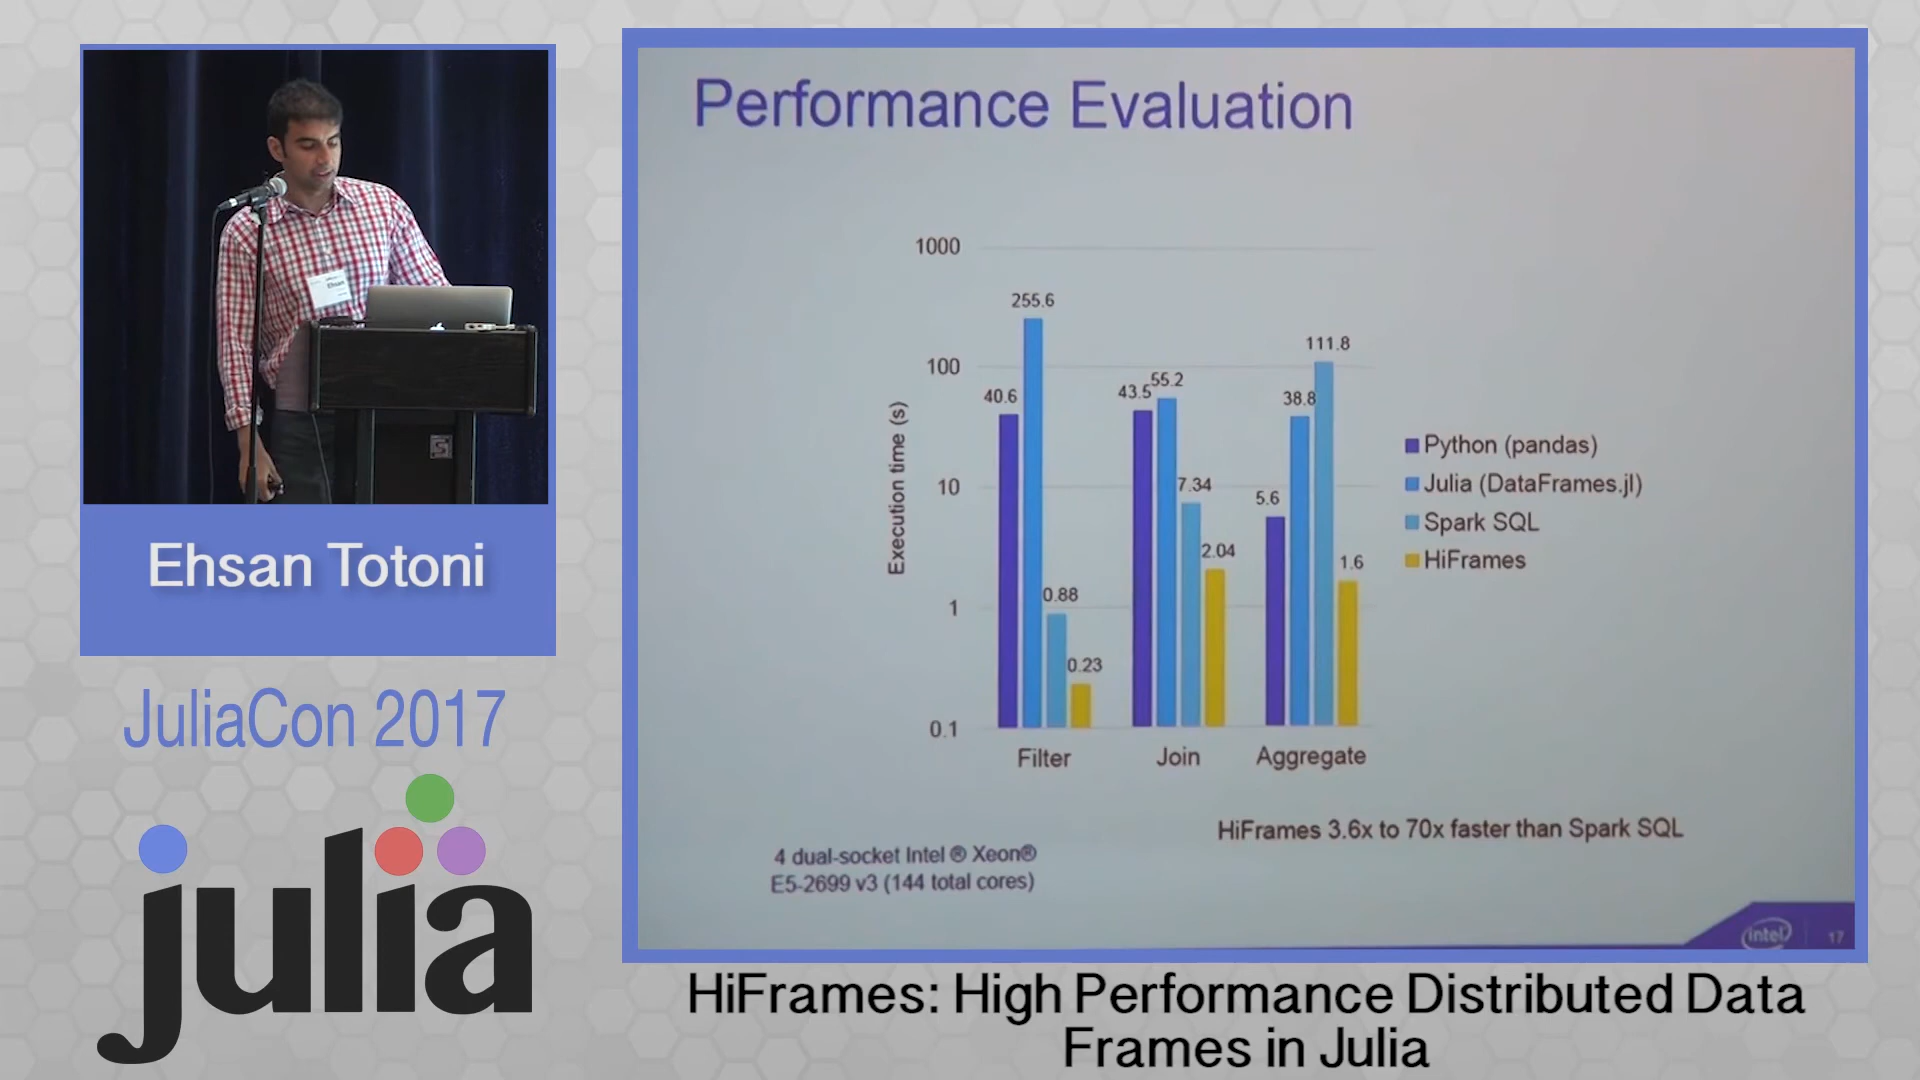 Ehsan
Ehsan Totoni
JuliaCon 2017
julia
Performance Evaluation
1000
100
10
1
0.1
Execution time (s)
255.6
40.6
0.88
0.23
43.5
55.2
7.34
2.04
5.6
38.8
111.8
1.6
Filter
Join
Aggregate
Python (pandas)
Julia (DataFrames.jl)
Spark SQL
HiFrames
HiFrames 3.6x to 70x faster than Spark SQL
4 dual-socket Intel ® Xeon®
E5-2699 v3 (144 total cores)
intel
17
HiFrames: High Performance Distributed Data
Frames in Julia